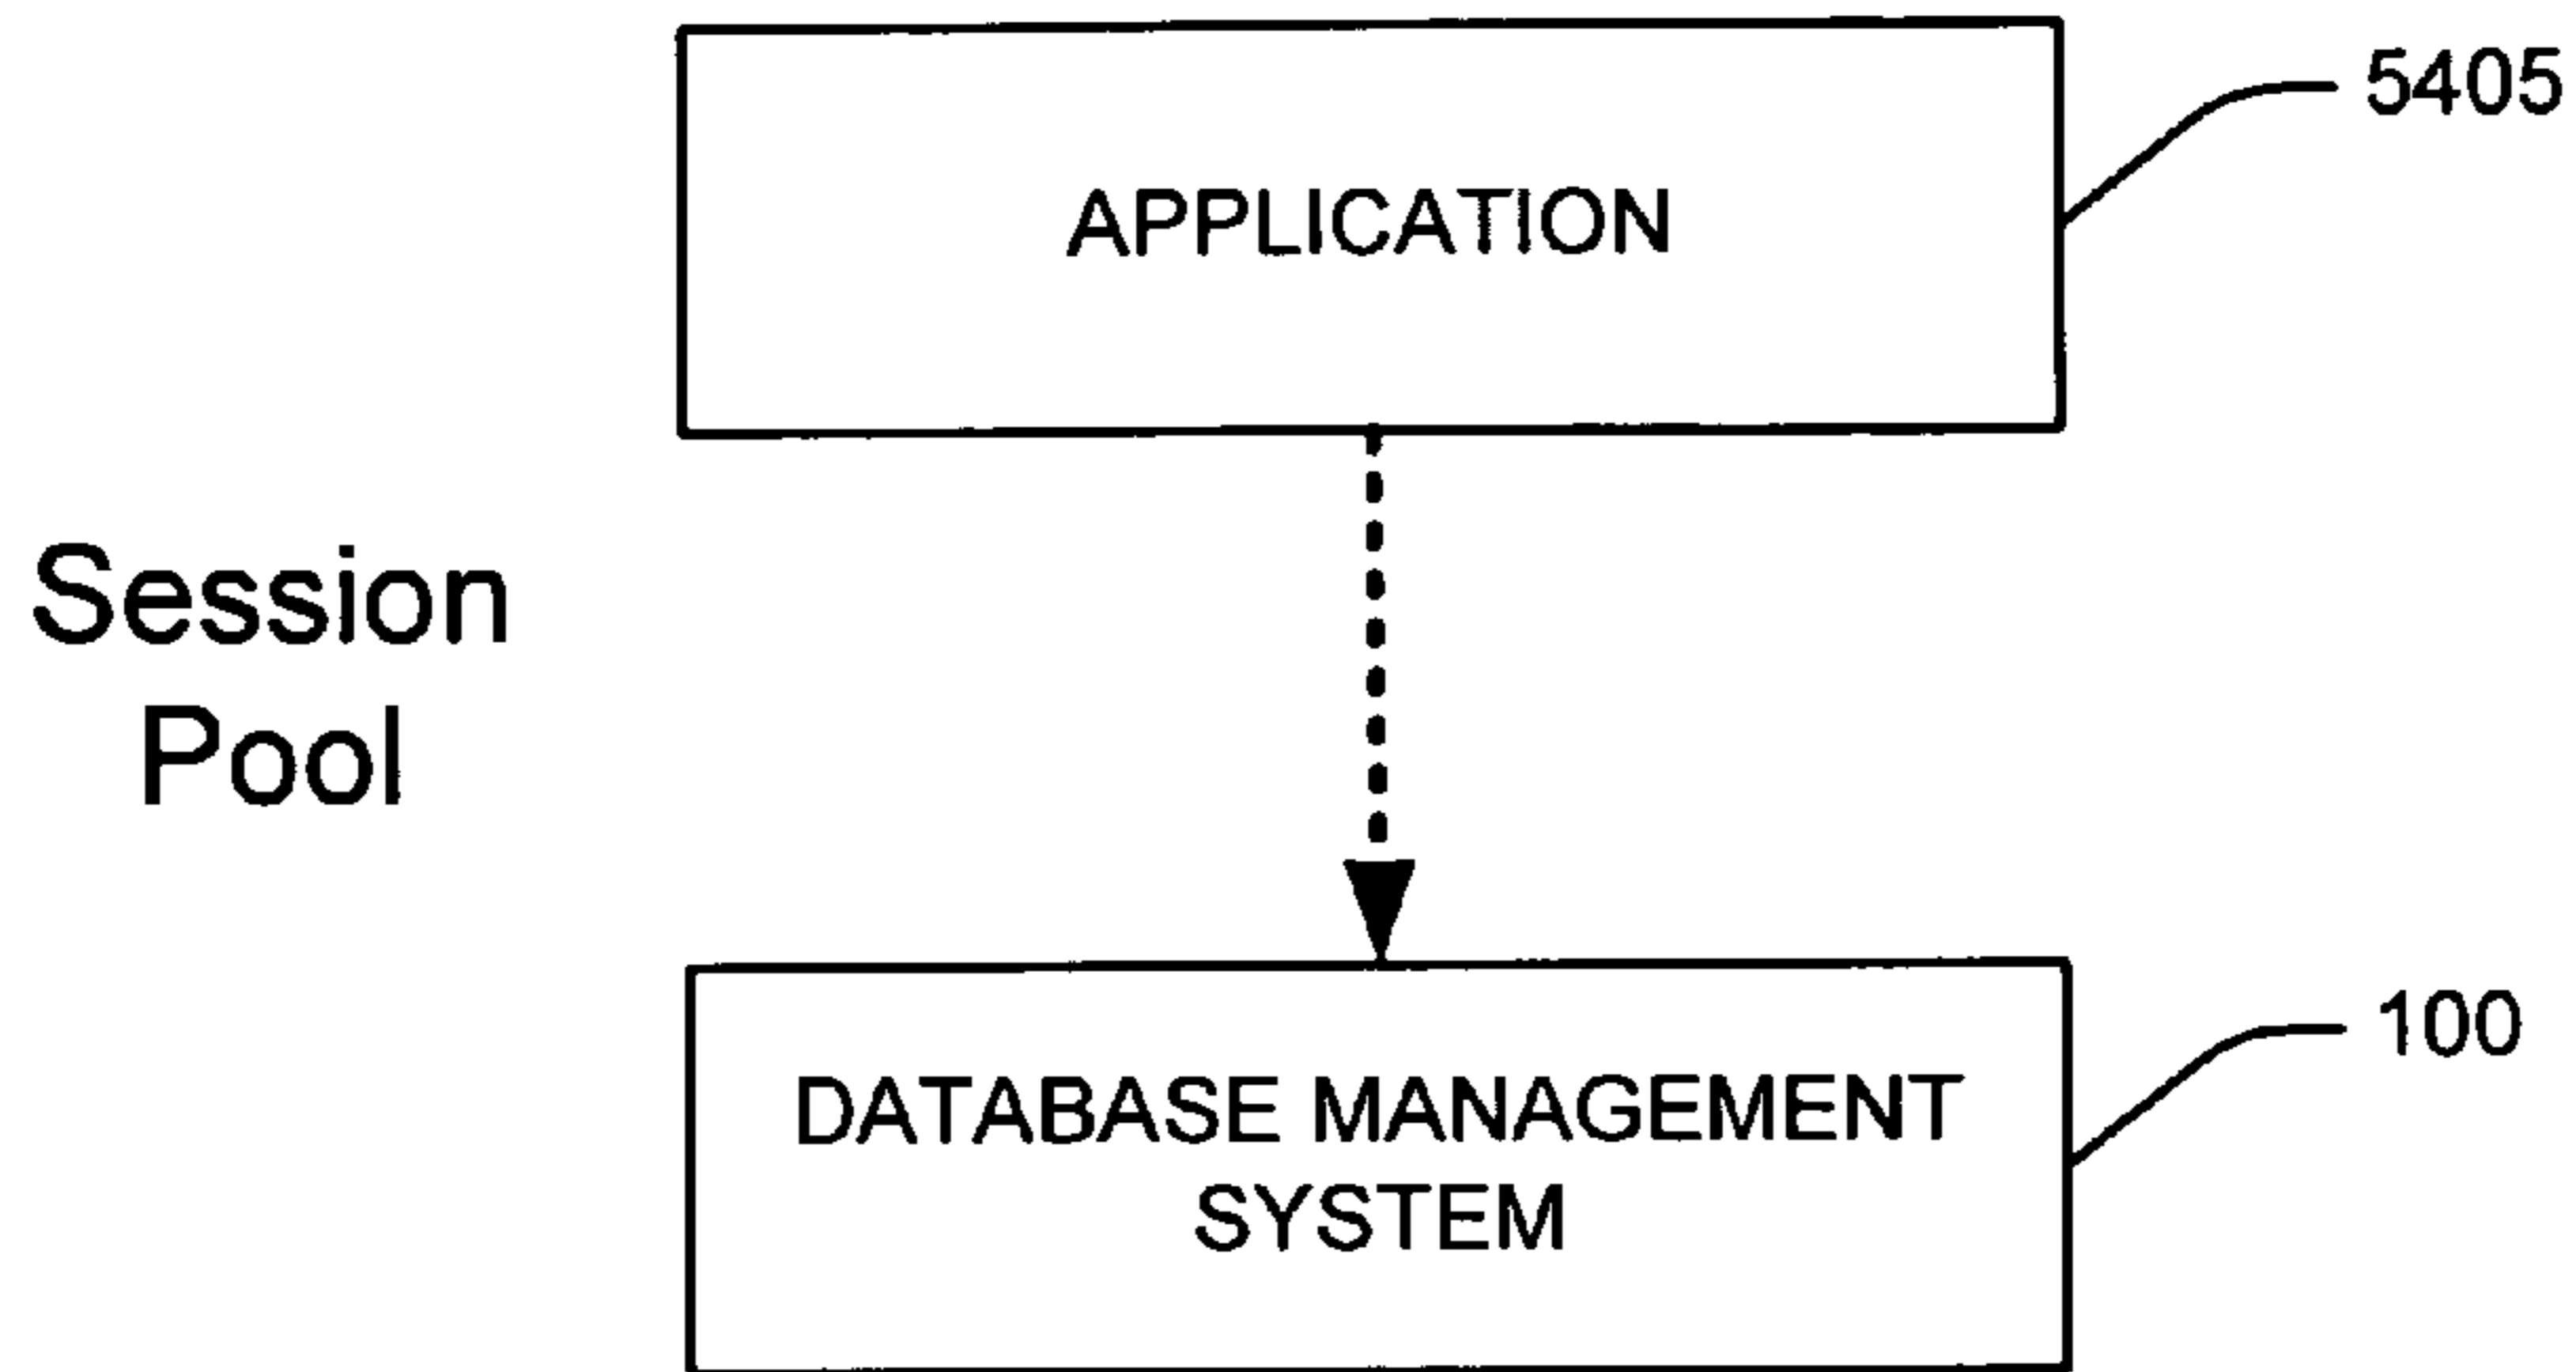 5405
APPLICATION
Session
Pool
100
DATABASE MANAGEMENT
SYSTEM